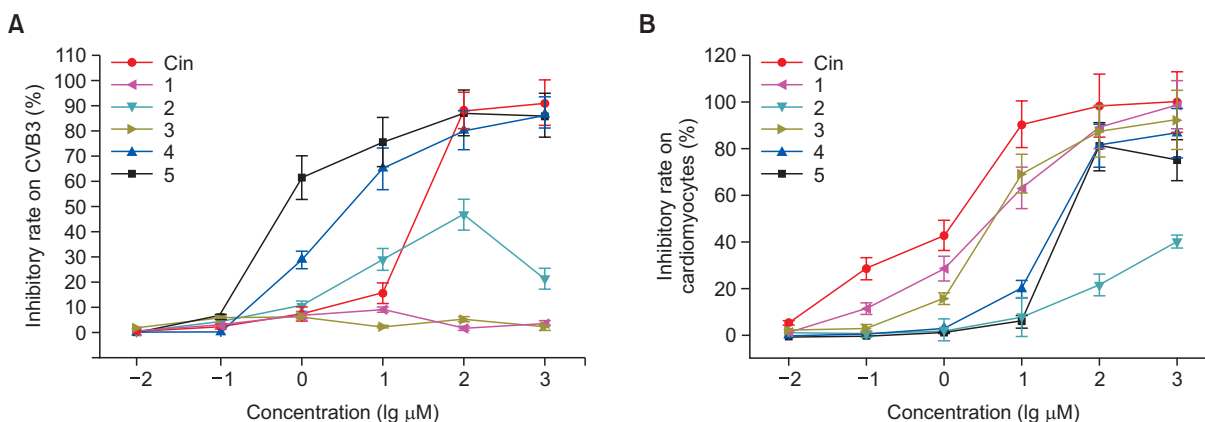 A
Inhibitory rate on CVB3 (%)
110
100
90
80
70
60
50
40
30
20
10
0
Cin
1
2
3
4
5
−2 −1 0 1 2 3
Concentration (lg μM)
B
Inhibitory rate on
cardiomyocytes (%)
120
100
80
60
40
20
0
Cin
1
2
3
4
5
−2 −1 0 1 2 3
Concentration (lg μM)